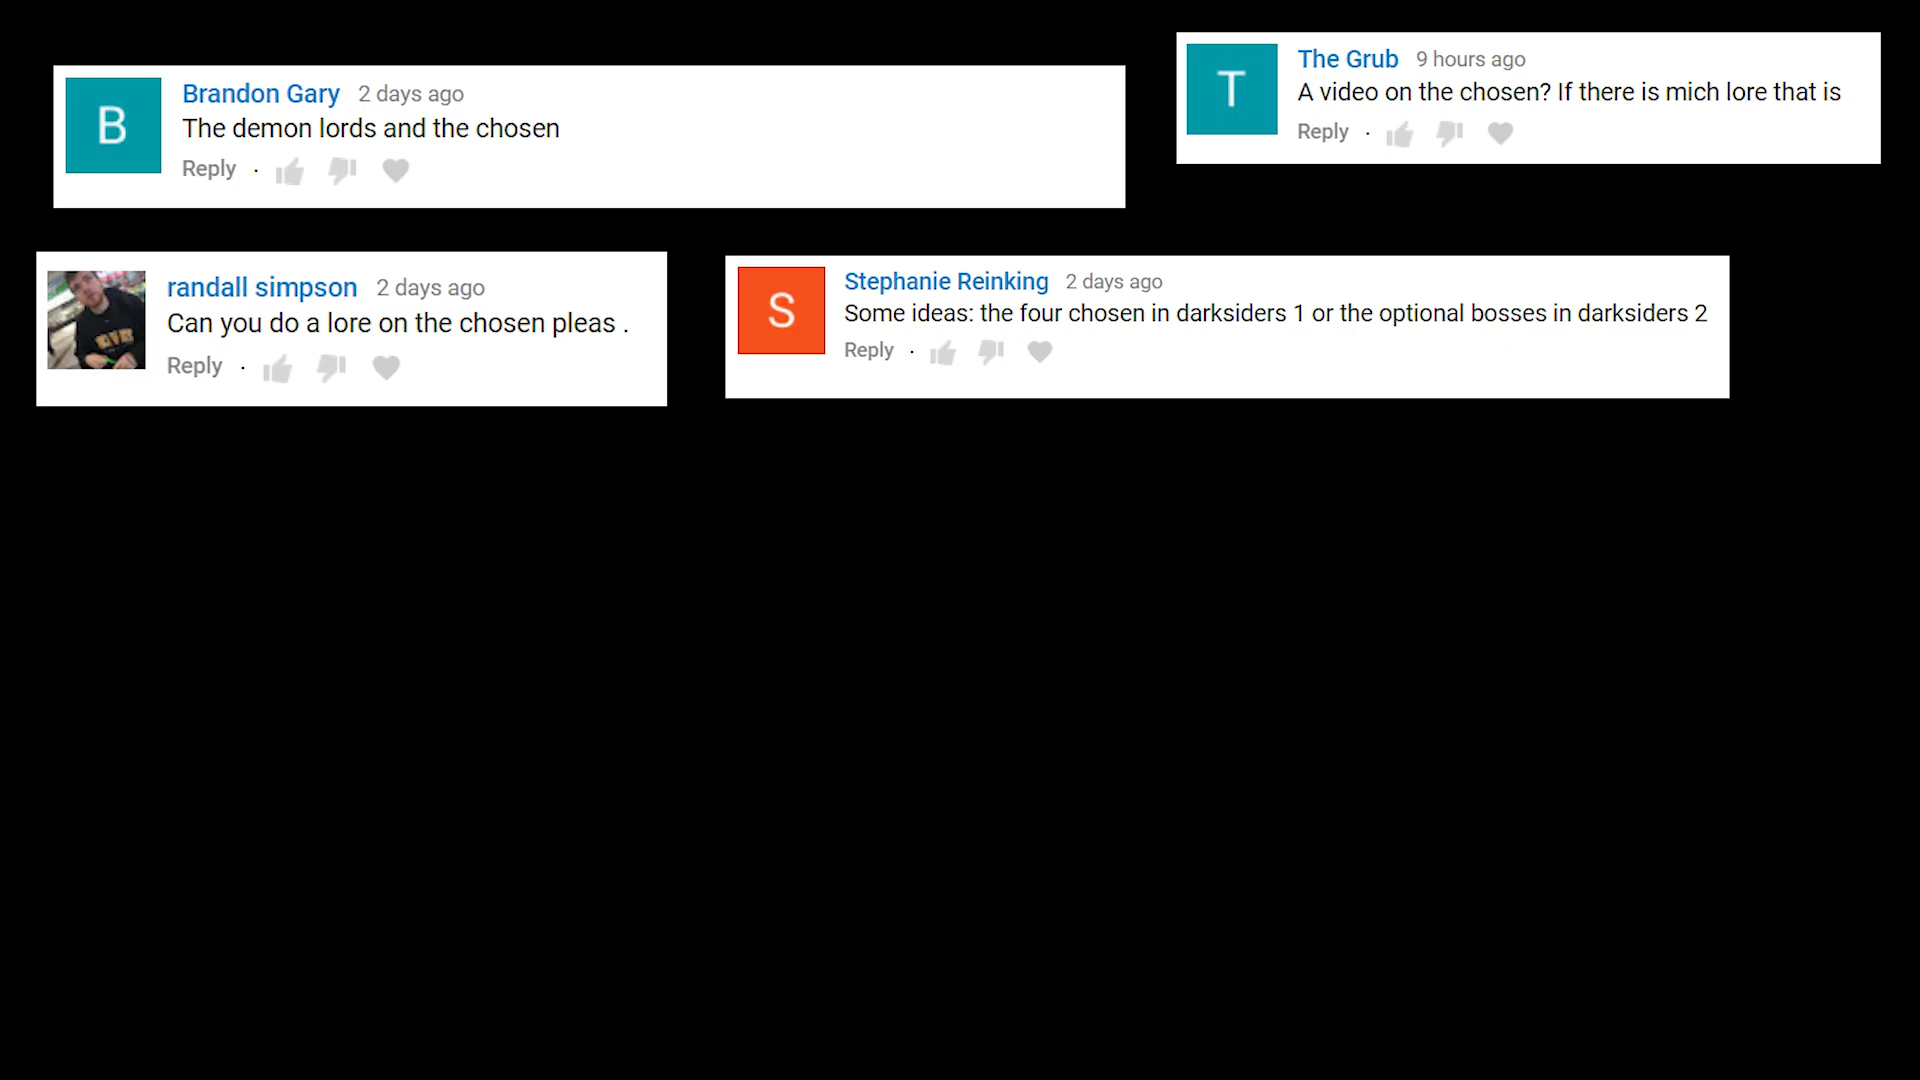 B
Brandon Gary 2 days ago
The demon lords and the chosen
Reply ·
T
The Grub 9 hours ago
A video on the chosen? If there is mich lore that is
Reply ·
randall simpson 2 days ago
Can you do a lore on the chosen pleas .
Reply ·
S
Stephanie Reinking 2 days ago
Some ideas: the four chosen in darksiders 1 or the optional bosses in darksiders 2
Reply ·